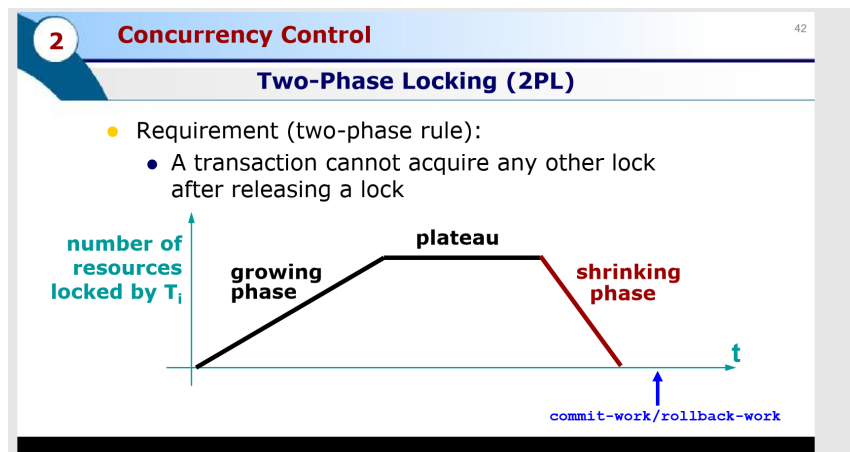 2
Concurrency Control
42
Two-Phase Locking (2PL)
● Requirement (two-phase rule):
● A transaction cannot acquire any other lock
after releasing a lock
number of
resources
locked by Ti
growing
phase
plateau
shrinking
phase
t
commit-work/rollback-work